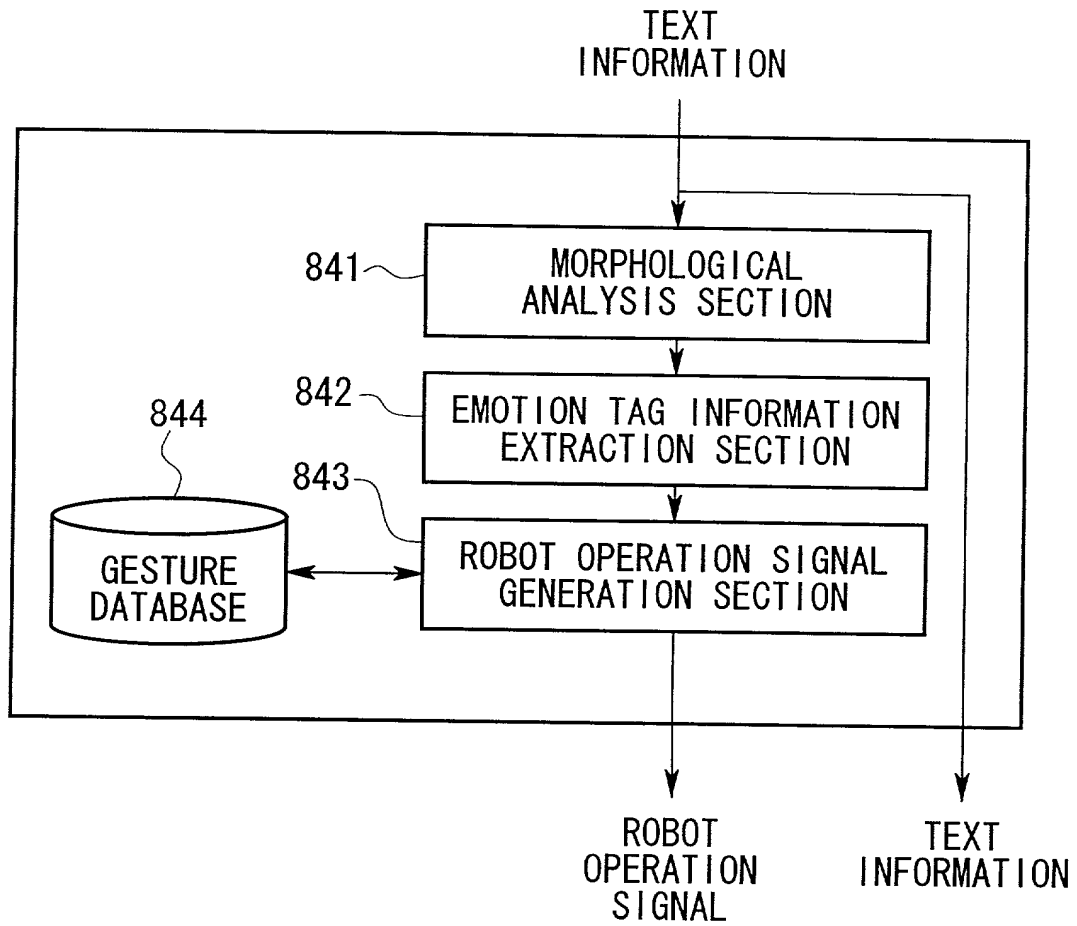 TEXT
INFORMATION
841
MORPHOLOGICAL
ANALYSIS SECTION
842
EMOTION TAG INFORMATION
EXTRACTION SECTION
844
843
GESTURE
DATABASE
ROBOT OPERATION SIGNAL
GENERATION SECTION
ROBOT
OPERATION
SIGNAL
TEXT
INFORMATION